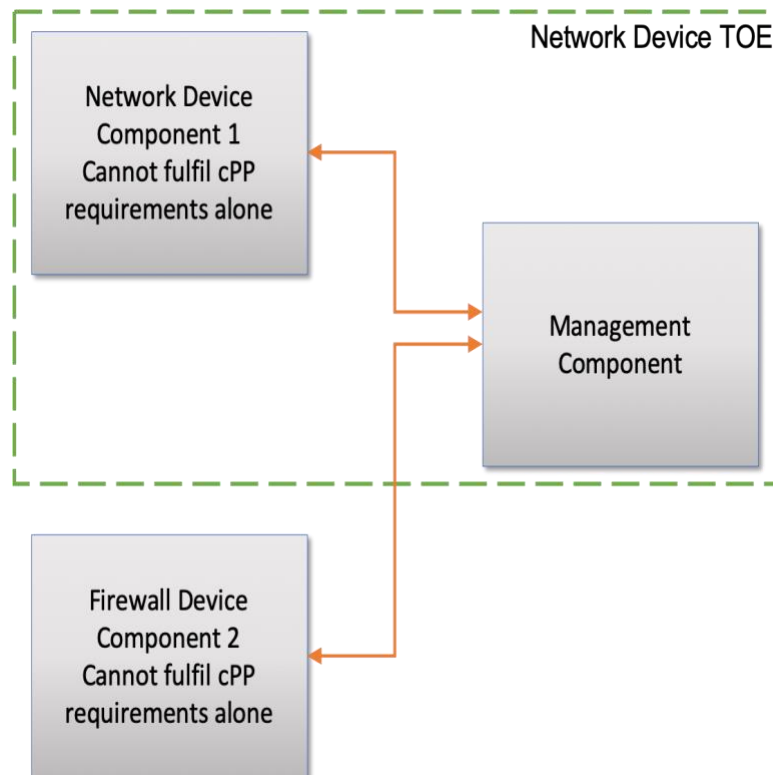 Network Device TOE
Network Device
Component 1
Cannot fulfil cPP
requirements alone
Management
Component
Firewall Device
Component 2
Cannot fulfil cPP
requirements alone